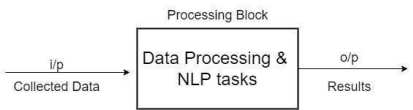 Processing Block
i/p
Collected Data
Data Processing &
NLP tasks
o/p
Results